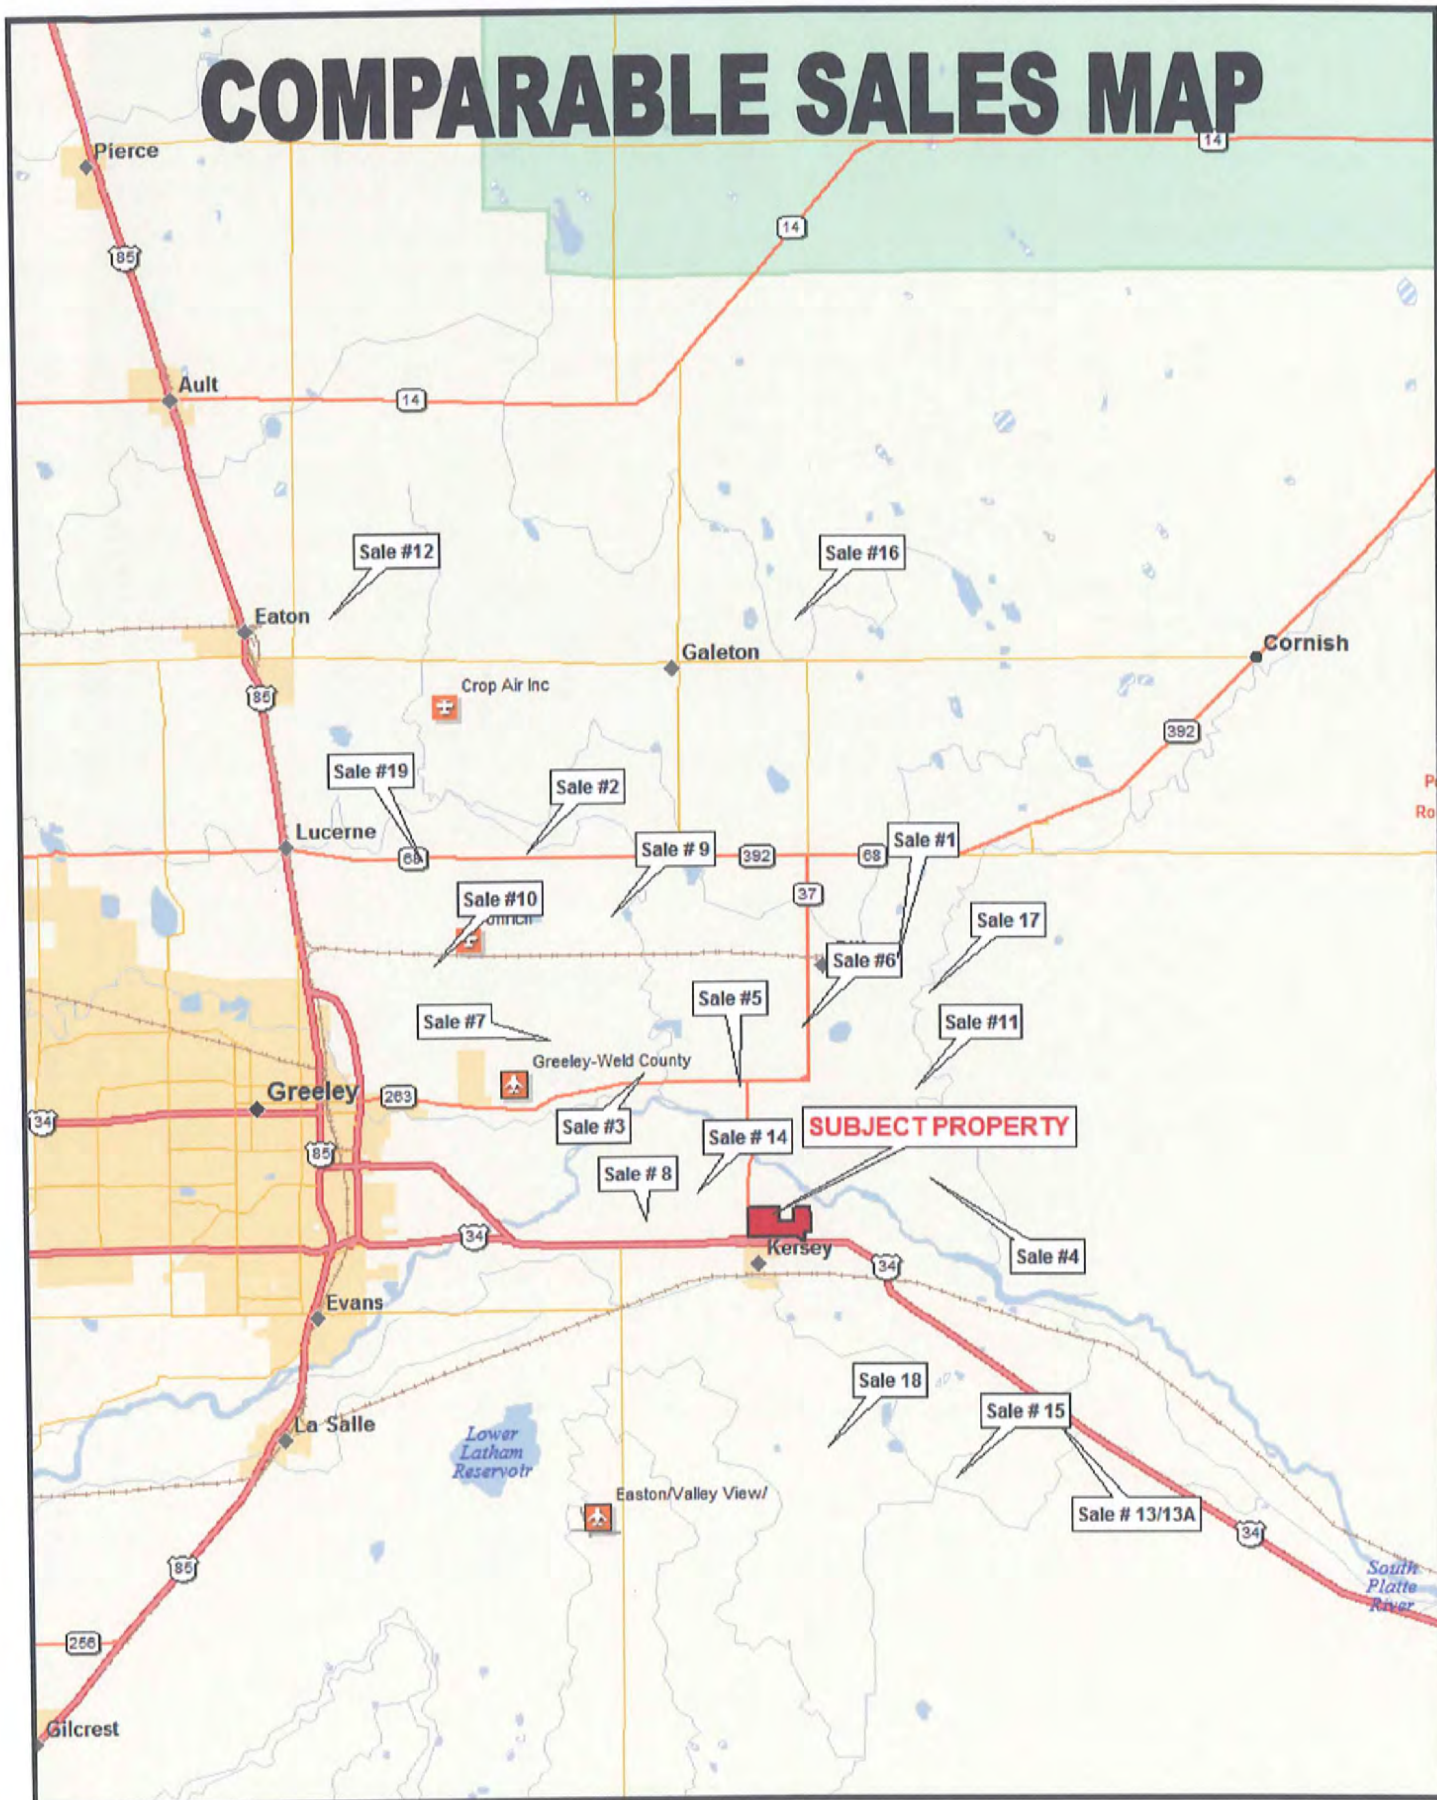 COMPARABLE SALES MAP
14
Pierce
14
85
Ault
14
Sale #12
Sale #16
Eaton
Galeton
Cornish
Crop Air Inc
85
392
Sale #19
Sale #2
Lucerne
68
Sale # 9
392
68
Sale #1
37
Sale #10
Sale 17
Sale #6
Sale #5
Sale #7
Sale #11
Greeley-Weld County
Greeley
263
34
Sale #3
Sale # 14
SUBJECT PROPERTY
85
Sale # 8
34
Kersey
34
Sale #4
Evans
Sale 18
Sale # 15
La Salle
Lower
Latham
Reservoir
Easton/Valley View/
Sale # 13/13A
34
85
South
Platte
River
256
Gilcrest